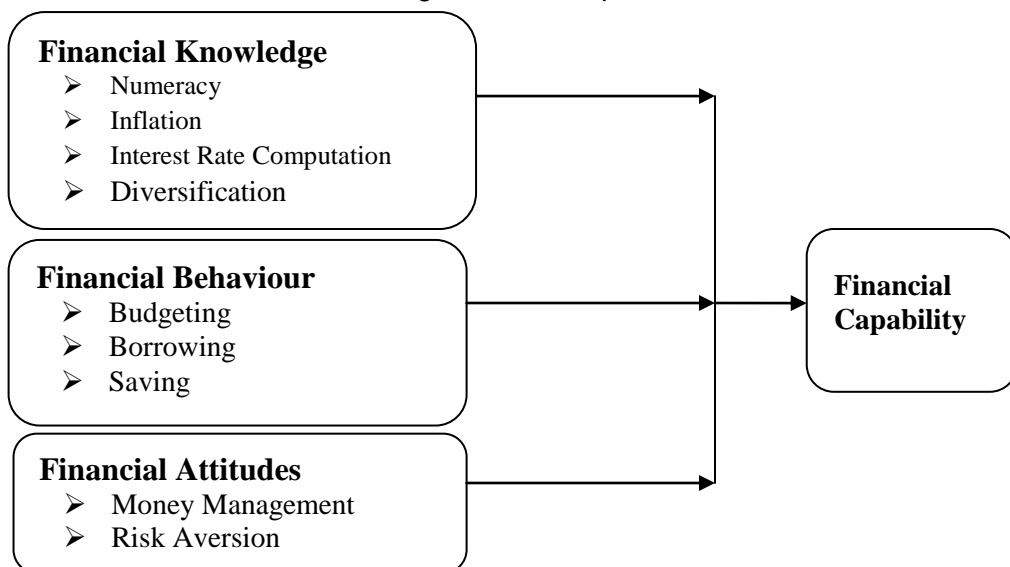 Financial Knowledge
➢ Numeracy
➢ Inflation
➢ Interest Rate Computation
➢ Diversification
Financial Behaviour
➢ Budgeting
➢ Borrowing
➢ Saving
Financial Attitudes
➢ Money Management
➢ Risk Aversion
Financial
Capability